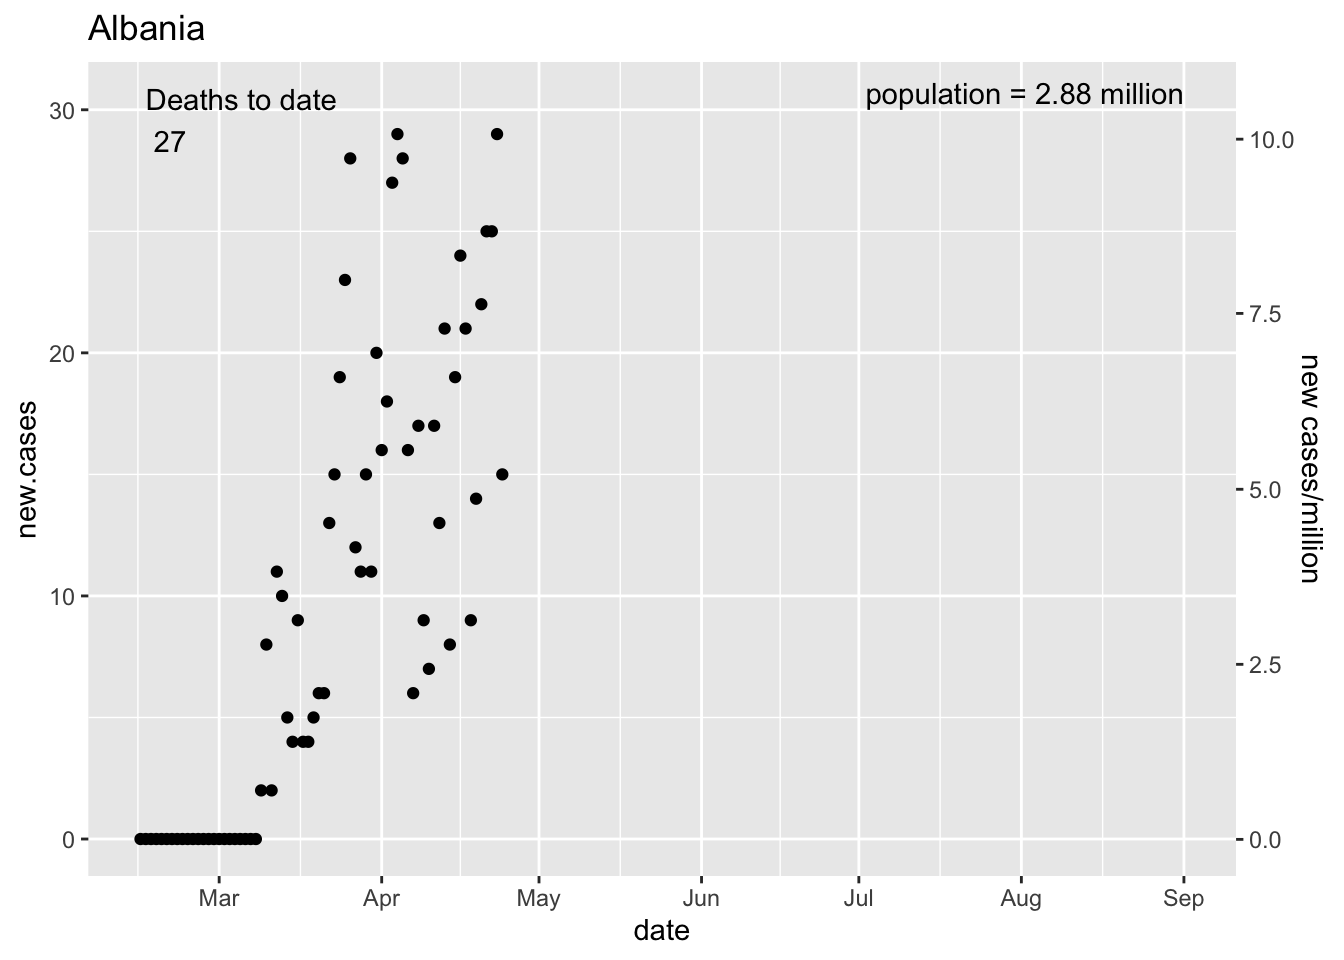 Albania
Deaths to date
27
population = 2.88 million
30
20
10
0
new.cases
10.0
7.5
5.0
2.5
0.0
new cases/million
Mar Apr May Jun Jul Aug Sep
date